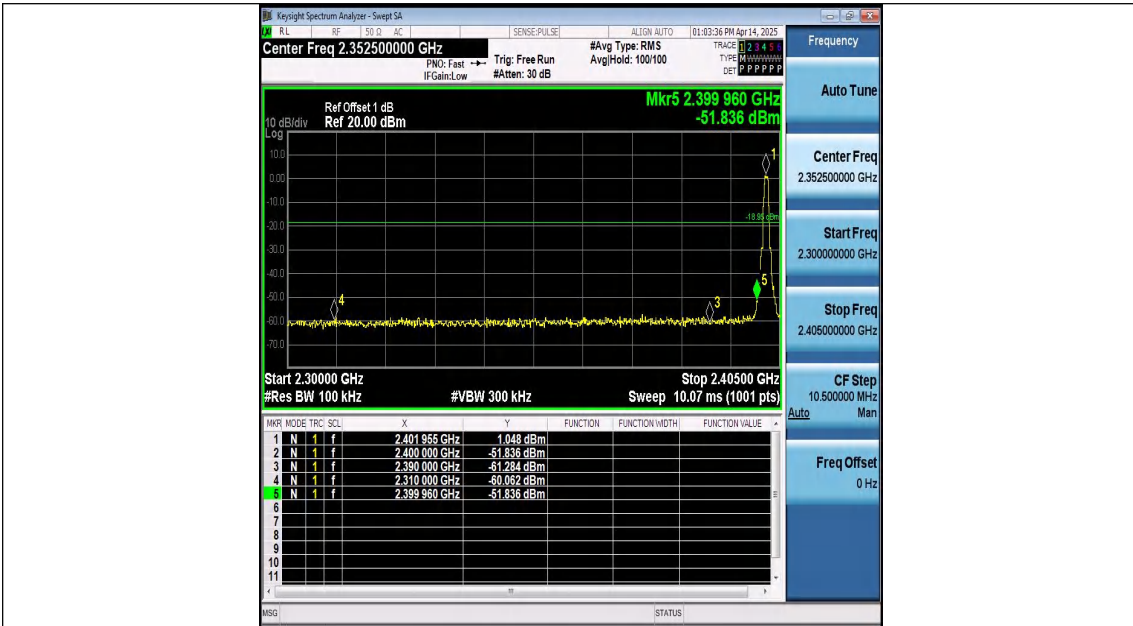 Keysight Spectrum Analyzer - Swept SA
RL RF 50 Ω AC SENSE:PULSE ALIGN AUTO 01:03:36 PM Apr 14, 2025
Center Freq 2.352500000 GHz
PNO: Fast
IFGain:Low
Trig: Free Run
#Atten: 30 dB
#Avg Type: RMS
Avg|Hold: 100/100
TRACE 1 2 3 4 5 6
TYPE M
DET P P P P P P
Frequency
Mkr5 2.399 960 GHz
-51.836 dBm
Ref Offset 1 dB
10 dB/div Ref 20.00 dBm
Log
10.0
0.00
-10.0
-20.0
-30.0
-40.0
-50.0
-60.0
-70.0
1
-18.95 dBm
5
4
3
Start 2.30000 GHz Stop 2.40500 GHz
#Res BW 100 kHz #VBW 300 kHz Sweep 10.07 ms (1001 pts)
MKR MODE TRC SCL X Y FUNCTION FUNCTION WIDTH FUNCTION VALUE
1 N 1 f 2.401 955 GHz 1.048 dBm
2 N 1 f 2.400 000 GHz -51.836 dBm
3 N 1 f 2.390 000 GHz -61.284 dBm
4 N 1 f 2.310 000 GHz -60.062 dBm
5 N 1 f 2.399 960 GHz -51.836 dBm
6
7
8
9
10
11
MSG STATUS
Auto Tune
Center Freq
2.352500000 GHz
Start Freq
2.300000000 GHz
Stop Freq
2.405000000 GHz
CF Step
10.500000 MHz
Auto Man
Freq Offset
0 Hz